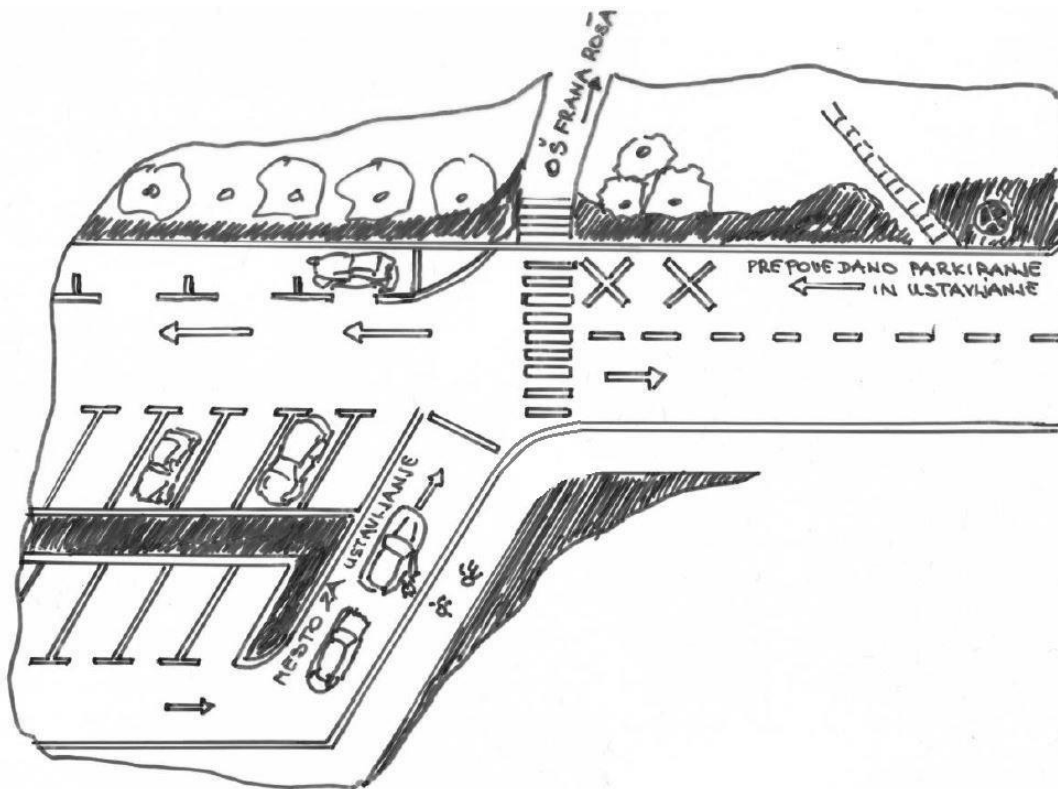 OŠ FRANA ROŠA
PREPOVEDANO PARKIRANJE
IN USTAVLJANJE
MESTO ZA USTAVLJANJE